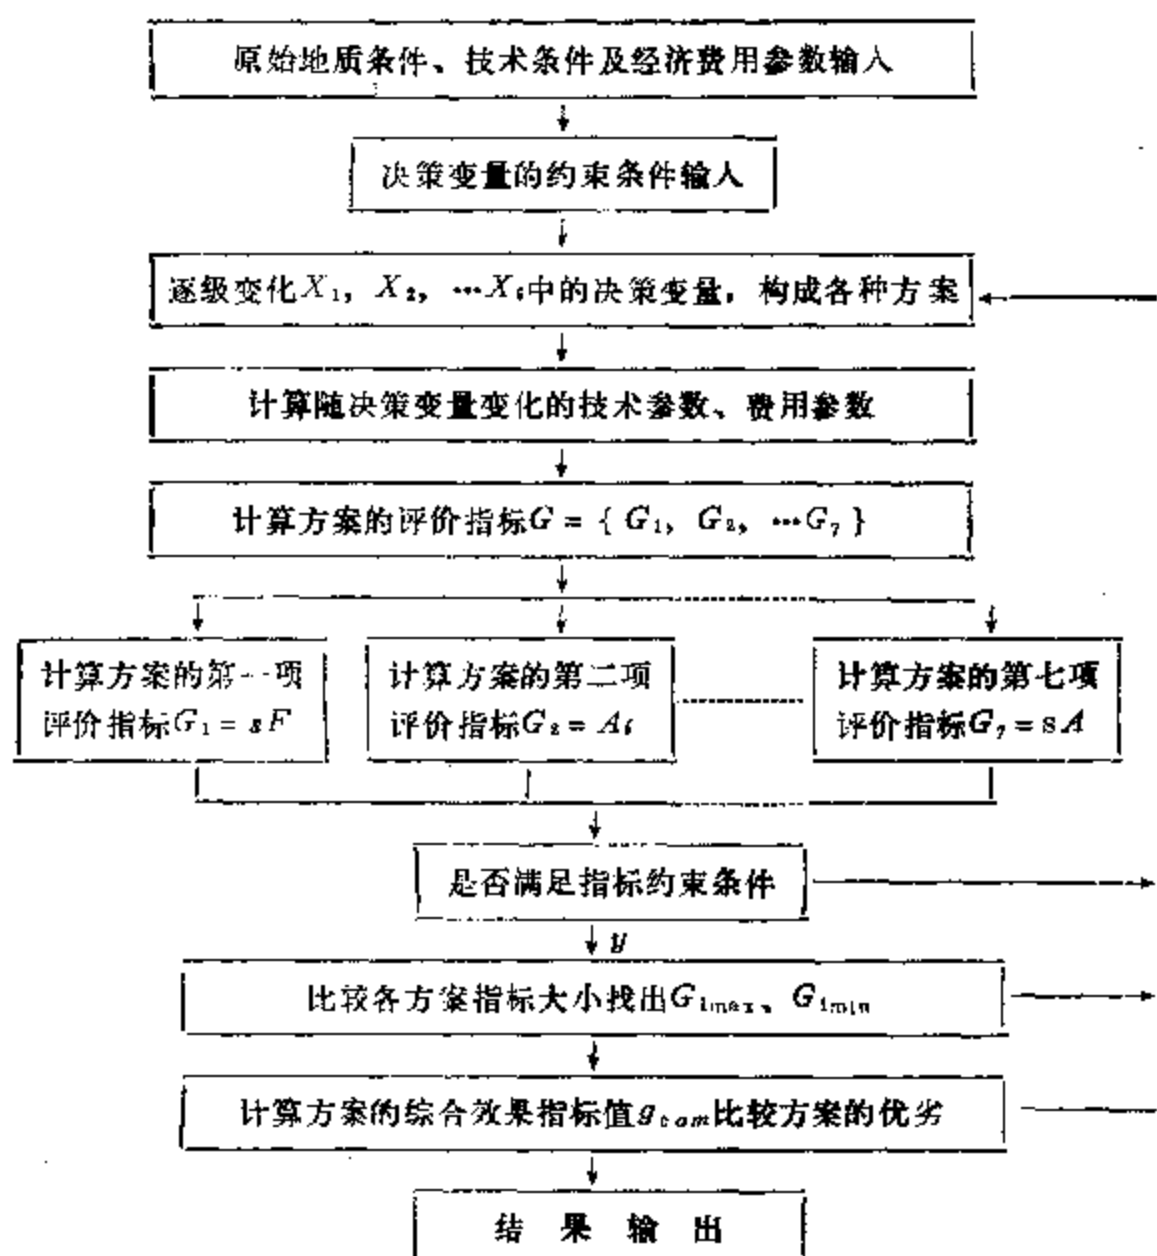 原始地质条件、技术条件及经济费用参数输入
决策变量的约束条件输入
逐级变化X₁，X₂，…X₆中的决策变量，构成各种方案
计算随决策变量变化的技术参数、费用参数
计算方案的评价指标G = { G₁, G₂, …G₇ }
计算方案的第一项
评价指标G₁ = sF
计算方案的第二项
评价指标G₂ = A₆
计算方案的第七项
评价指标G₇ = sA
是否满足指标约束条件
y
比较各方案指标大小找出Gᵢmax、Gᵢmin
计算方案的综合效果指标值g com比较方案的优劣
结果输出